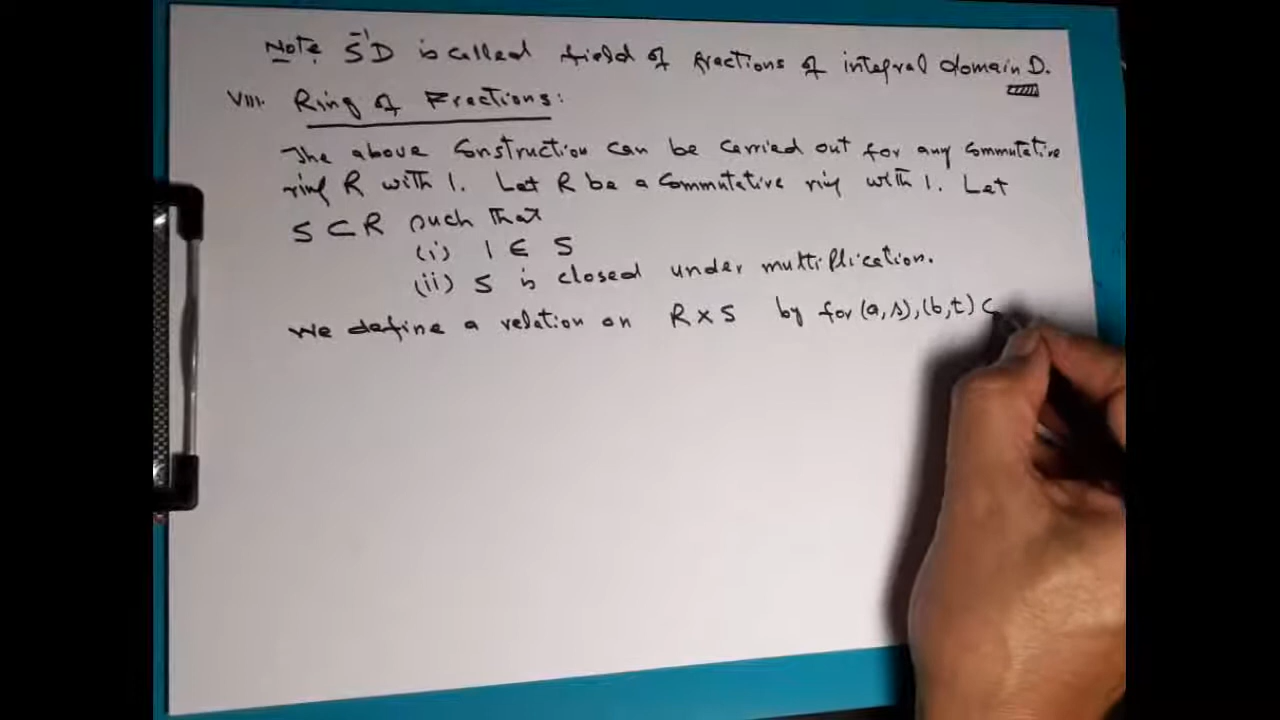 Note: S⁻¹D is called field of fractions of integral domain D.
VIII. Ring of Fractions:
The above Construction can be carried out for any Commutative
ring R with 1. Let R be a Commutative ring with 1. Let
S ⊂ R such that
(i) 1 ∈ S
(ii) S is closed under multiplication.
We define a relation on R × S by for (a, s), (b, t)